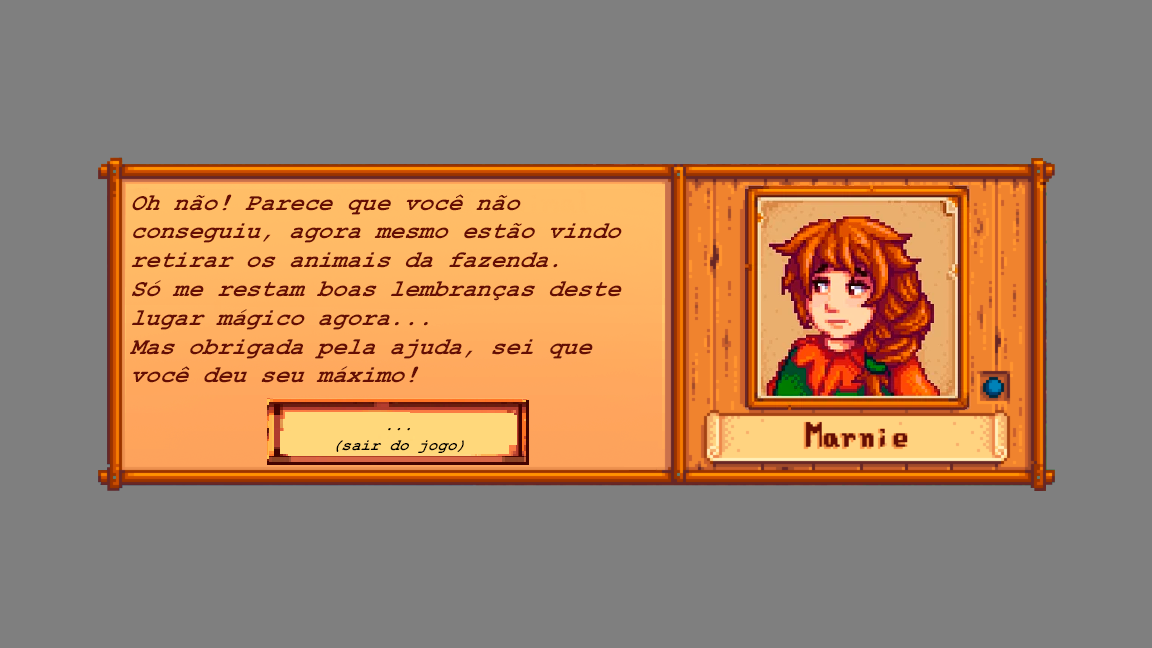 Oh não! Parece que você não
conseguiu, agora mesmo estão vindo
retirar os animais da fazenda.
Só me restam boas lembranças deste
lugar mágico agora...
Mas obrigada pela ajuda, sei que
você deu seu máximo!
...
(sair do jogo)
Marnie